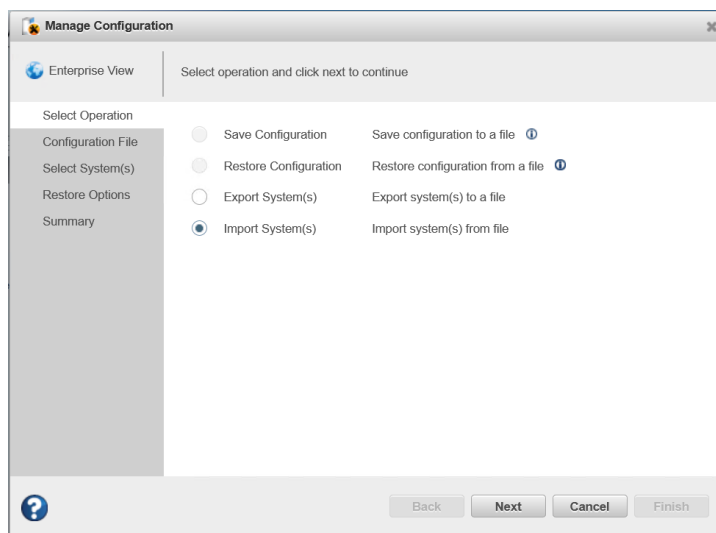 Manage Configuration
Enterprise View
Select operation and click next to continue
Select Operation
Configuration File
Select System(s)
Restore Options
Summary
Save Configuration Save configuration to a file
Restore Configuration Restore configuration from a file
Export System(s) Export system(s) to a file
Import System(s) Import system(s) from file
? Back Next Cancel Finish